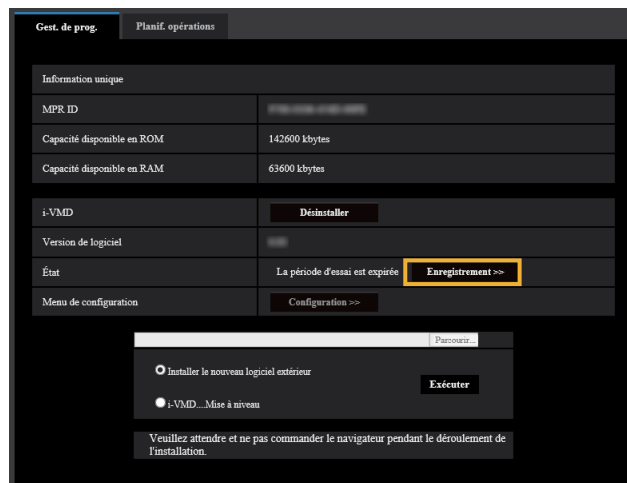 Gest. de prog. Planif. opérations
Information unique
MPR ID
Capacité disponible en ROM 142600 kbytes
Capacité disponible en RAM 63600 kbytes
i-VMD Désinstaller
Version de logiciel
État La période d'essai est expirée Enregistrement >>
Menu de configuration Configuration >>
Parcourir...
Installer le nouveau logiciel extérieur
Exécuter
i-VMD....Mise à niveau
Veuillez attendre et ne pas commander le navigateur pendant le déroulement de
l'installation.